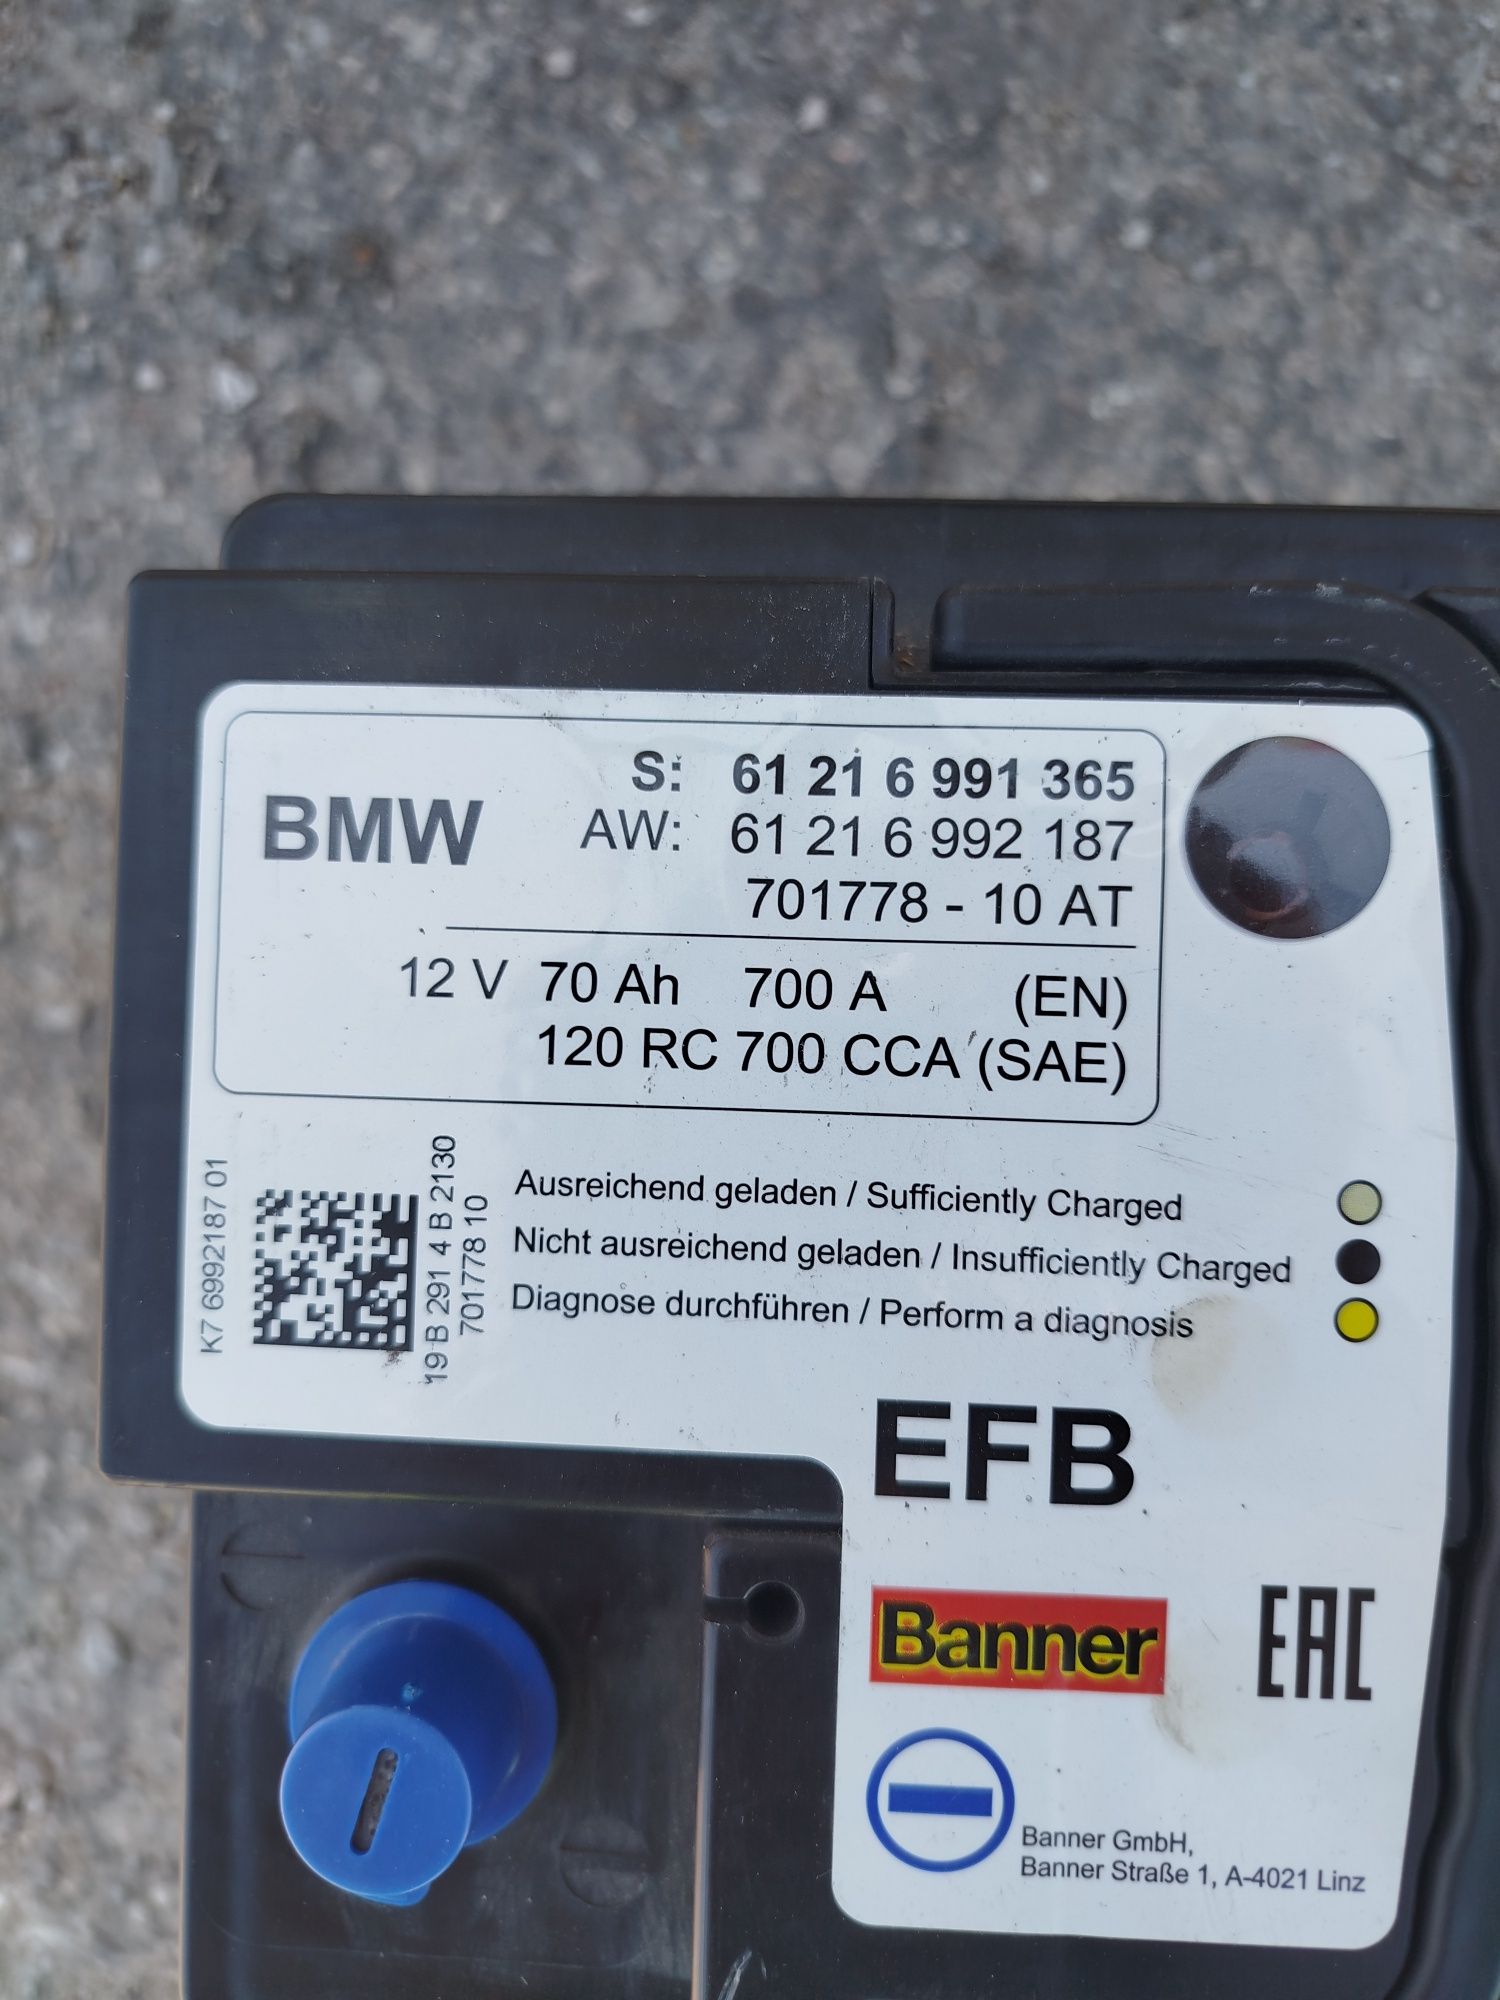 BMW
S: 61 21 6 991 365
AW: 61 21 6 992 187
701778 - 10 AT
12 V 70 Ah 700 A (EN)
120 RC 700 CCA (SAE)
K7 6992187 01
19 B 291 4 B 2130
701778 10
Ausreichend geladen / Sufficiently Charged
Nicht ausreichend geladen / Insufficiently Charged
Diagnose durchführen / Perform a diagnosis
EFB
Banner
EAC
Banner GmbH,
Banner Straße 1, A-4021 Linz